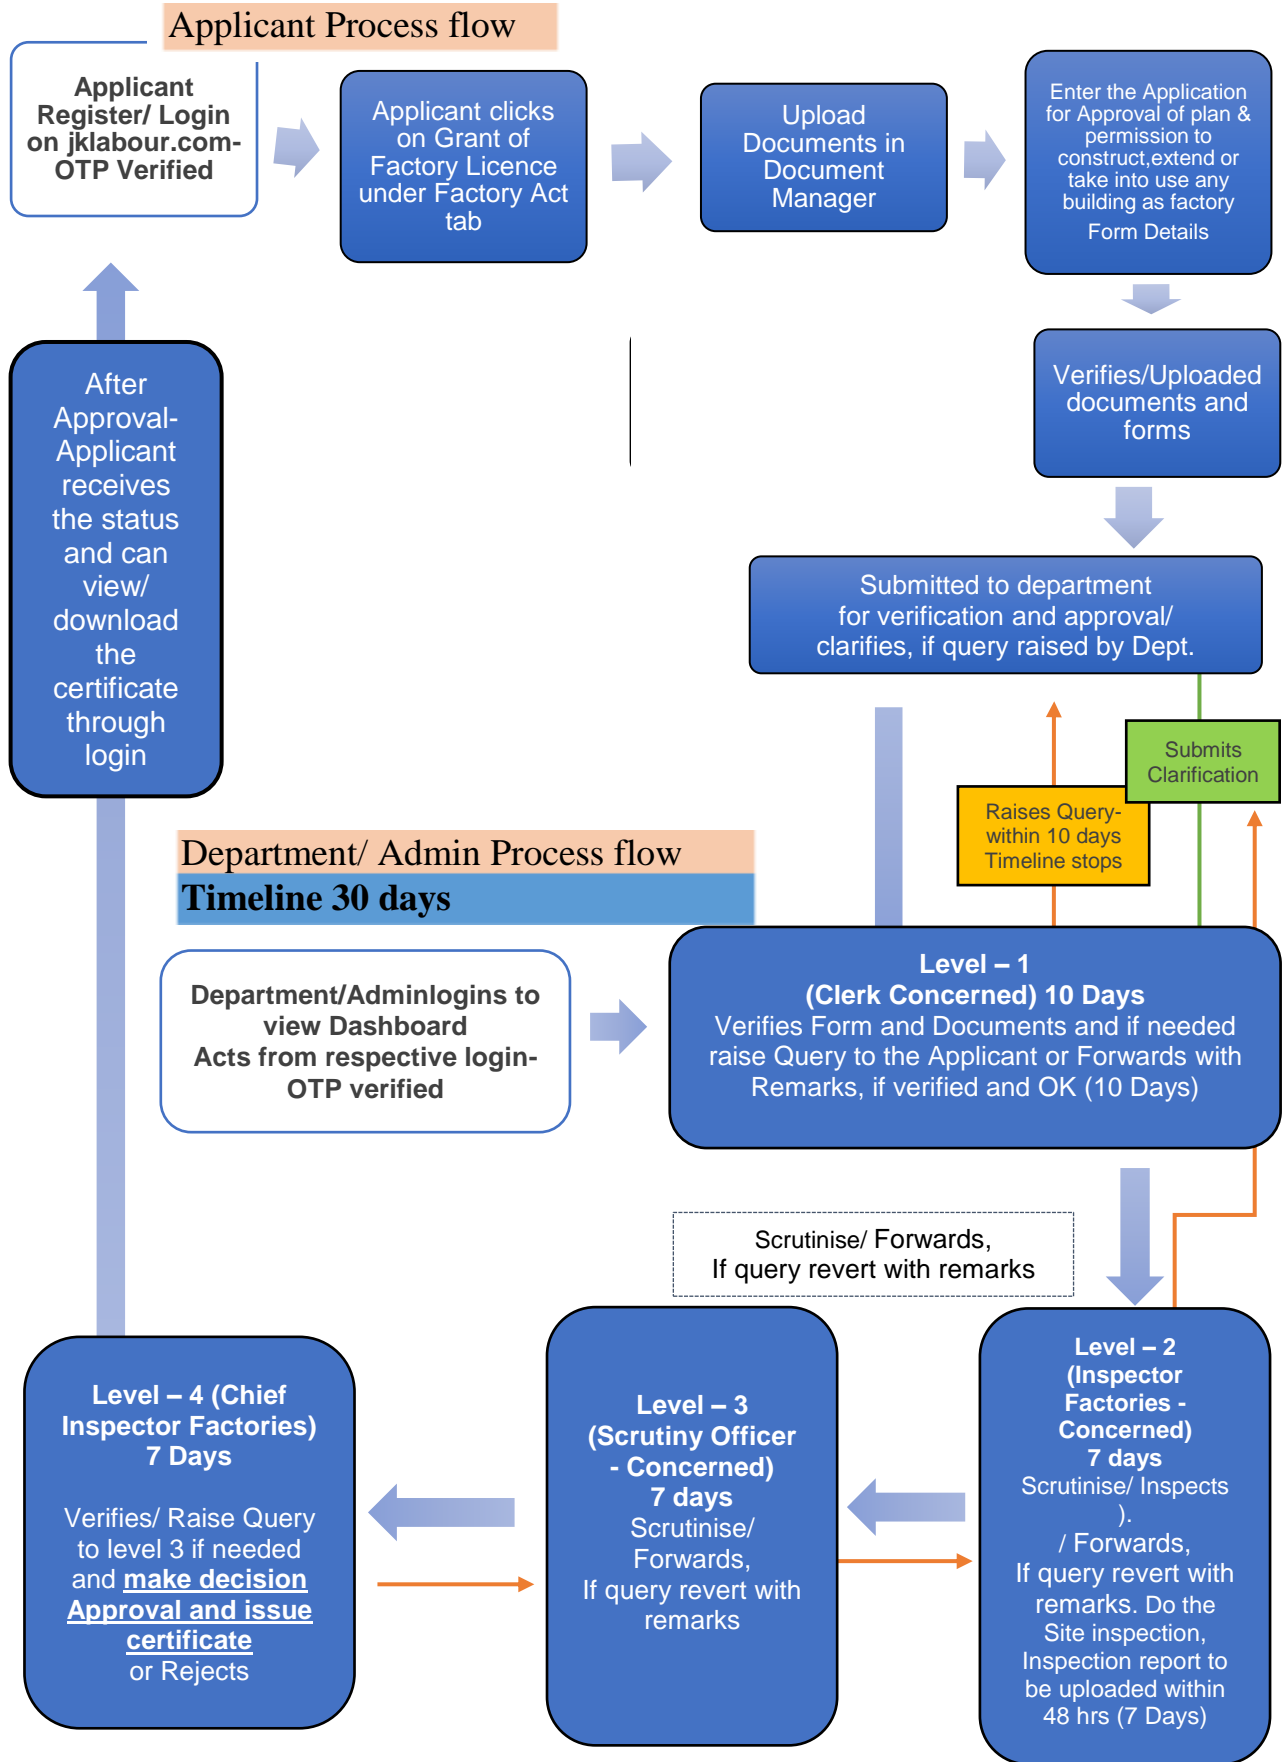 Applicant Process flow
Applicant
Register/ Login
on jklabour.com-
OTP Verified
Applicant clicks
on Grant of
Factory Licence
under Factory Act
tab
Upload
Documents in
Document
Manager
Enter the Application
for Approval of plan &
permission to
construct,extend or
take into use any
building as factory
Form Details
Verifies/Uploaded
documents and
forms
Submitted to department
for verification and approval/
clarifies, if query raised by Dept.
After
Approval-
Applicant
receives
the status
and can
view/
download
the
certificate
through
login
Submits
Clarification
Raises Query-
within 10 days
Timeline stops
Department/ Admin Process flow
Timeline 30 days
Department/Adminlogins to
view Dashboard
Acts from respective login-
OTP verified
Level – 1
(Clerk Concerned) 10 Days
Verifies Form and Documents and if needed
raise Query to the Applicant or Forwards with
Remarks, if verified and OK (10 Days)
Scrutinise/ Forwards,
If query revert with remarks
Level – 2
(Inspector
Factories -
Concerned)
7 days
Scrutinise/ Inspects
).
/ Forwards,
If query revert with
remarks. Do the
Site inspection,
Inspection report to
be uploaded within
48 hrs (7 Days)
Level – 3
(Scrutiny Officer
- Concerned)
7 days
Scrutinise/
Forwards,
If query revert with
remarks
Level – 4 (Chief
Inspector Factories)
7 Days
Verifies/ Raise Query
to level 3 if needed
and make decision
Approval and issue
certificate
or Rejects